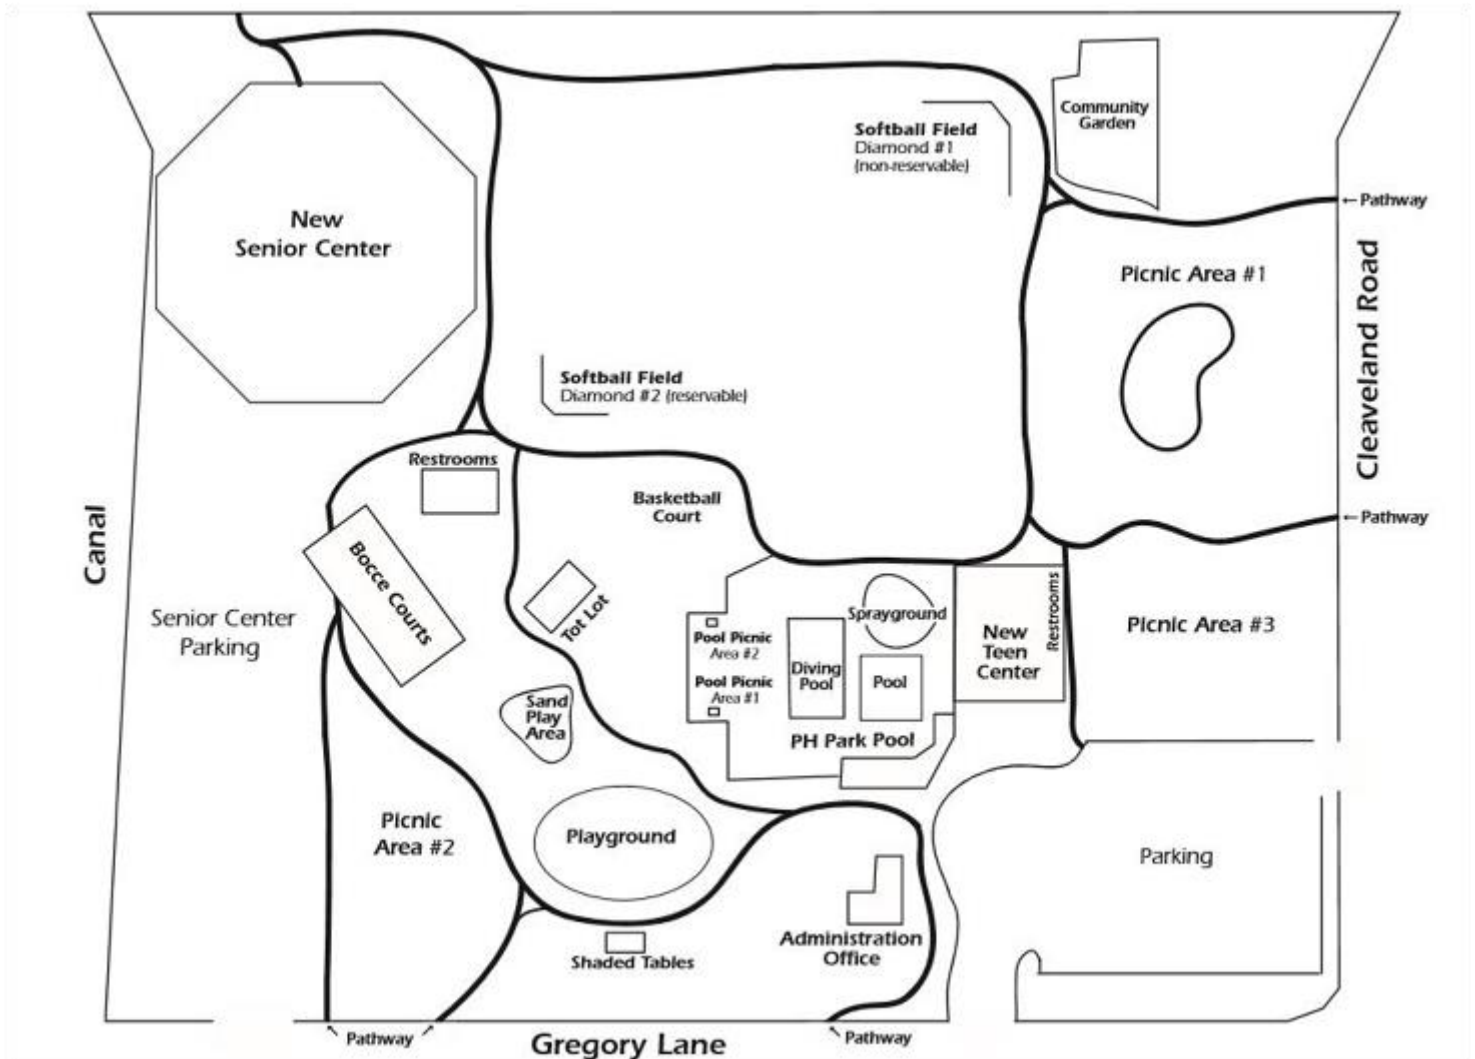 Community
Garden
Softball Field
Diamond #1
(non-reservable)
← Pathway
New
Senior Center
Picnic Area #1
Cleaveland Road
Softball Field
Diamond #2 (reservable)
Restrooms
Basketball
Court
← Pathway
Canal
Bocce Courts
Tot Lot
Senior Center
Parking
Sprayground
Restrooms
Picnic Area #3
Pool Picnic
Area #2
New
Teen
Center
Diving
Pool
Pool
Pool Picnic
Area #1
Sand
Play
Area
PH Park Pool
Picnic
Area #2
Playground
Parking
Administration
Office
Shaded Tables
Pathway
Pathway
Gregory Lane